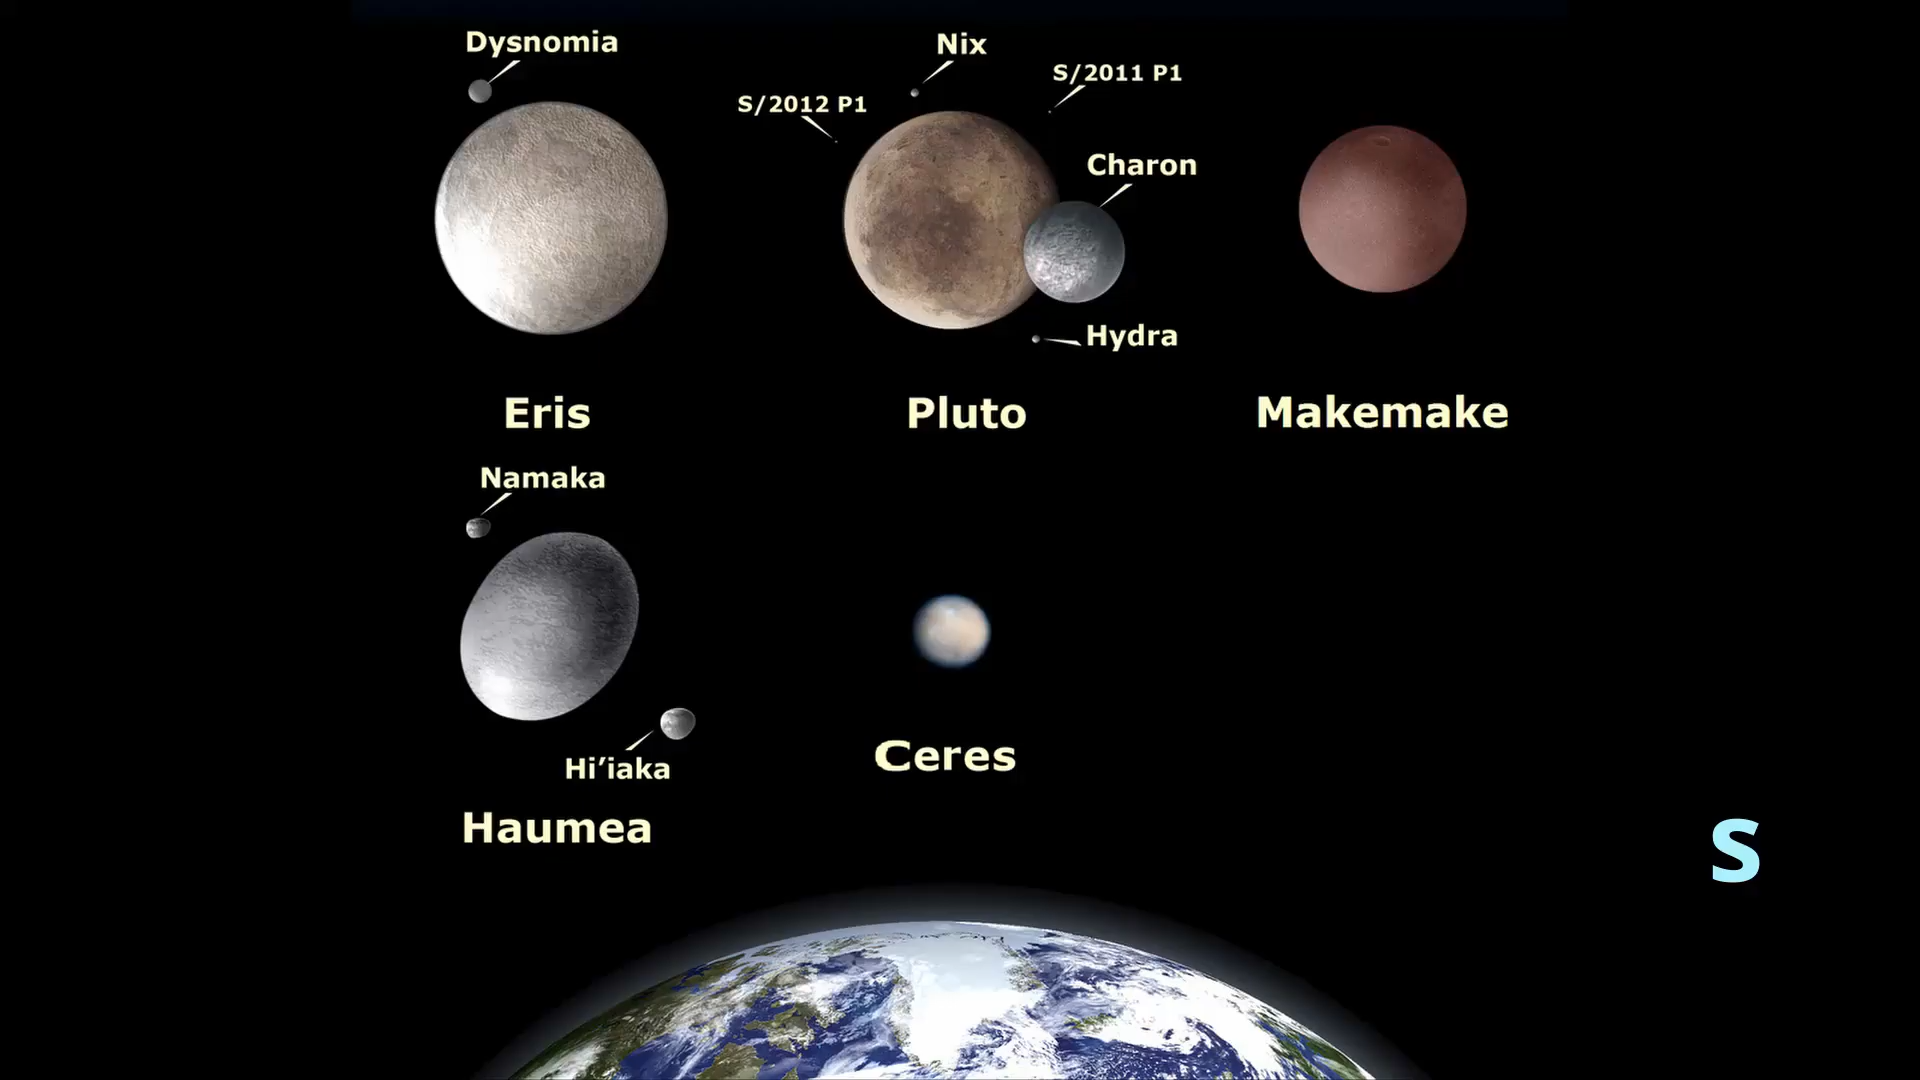 Dysnomia
Nix
S/2011 P1
S/2012 P1
Charon
Hydra
Eris
Pluto
Makemake
Namaka
Hi’iaka
Ceres
Haumea
S